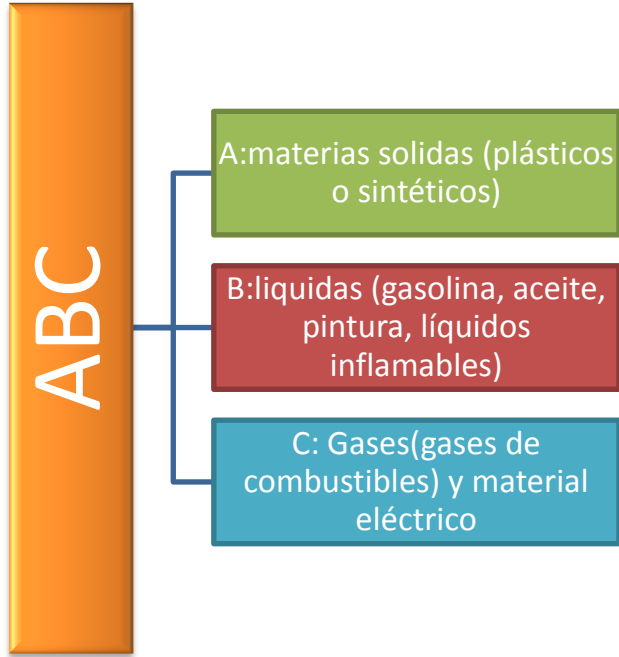 ABC
A:materias solidas (plásticos
o sintéticos)
B:liquidas (gasolina, aceite,
pintura, líquidos
inflamables)
C: Gases(gases de
combustibles) y material
eléctrico